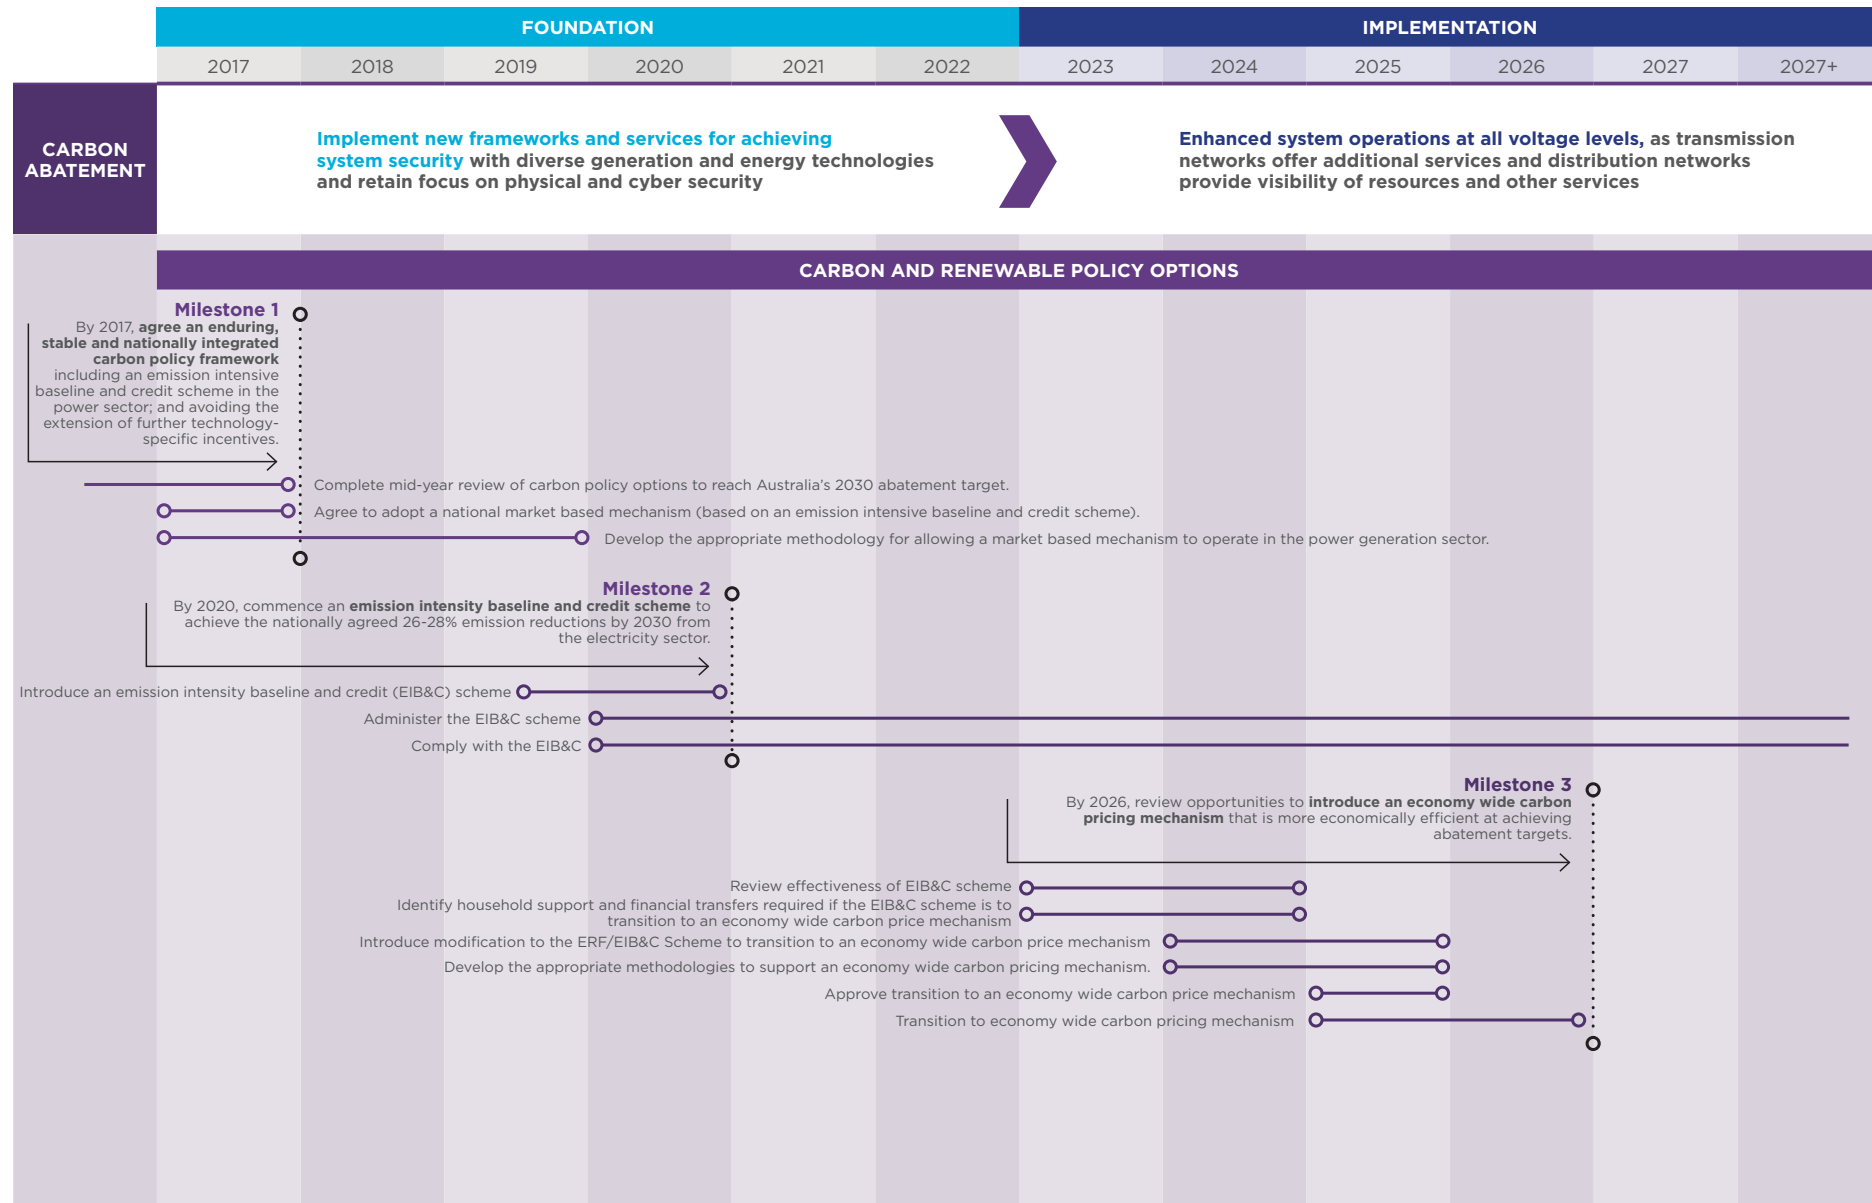 FOUNDATION
IMPLEMENTATION
2017
2018
2019
2020
2021
2022
2023
2024
2025
2026
2027
2027+
CARBON
ABATEMENT
Implement new frameworks and services for achieving
system security with diverse generation and energy technologies
and retain focus on physical and cyber security
Enhanced system operations at all voltage levels, as transmission
networks offer additional services and distribution networks
provide visibility of resources and other services
CARBON AND RENEWABLE POLICY OPTIONS
Milestone 1
By 2017, agree an enduring,
stable and nationally integrated
carbon policy framework
including an emission intensive
baseline and credit scheme in the
power sector; and avoiding the
extension of further technology-
specific incentives.
Complete mid-year review of carbon policy options to reach Australia's 2030 abatement target.
Agree to adopt a national market based mechanism (based on an emission intensive baseline and credit scheme).
Develop the appropriate methodology for allowing a market based mechanism to operate in the power generation sector.
Milestone 2
By 2020, commence an emission intensity baseline and credit scheme to
achieve the nationally agreed 26-28% emission reductions by 2030 from
the electricity sector.
Introduce an emission intensity baseline and credit (EIB&C) scheme
Administer the EIB&C scheme
Comply with the EIB&C
Milestone 3
By 2026, review opportunities to introduce an economy wide carbon
pricing mechanism that is more economically efficient at achieving
abatement targets.
Review effectiveness of EIB&C scheme
Identify household support and financial transfers required if the EIB&C scheme is to
transition to an economy wide carbon price mechanism
Introduce modification to the ERF/EIB&C Scheme to transition to an economy wide carbon price mechanism
Develop the appropriate methodologies to support an economy wide carbon pricing mechanism.
Approve transition to an economy wide carbon price mechanism
Transition to economy wide carbon pricing mechanism